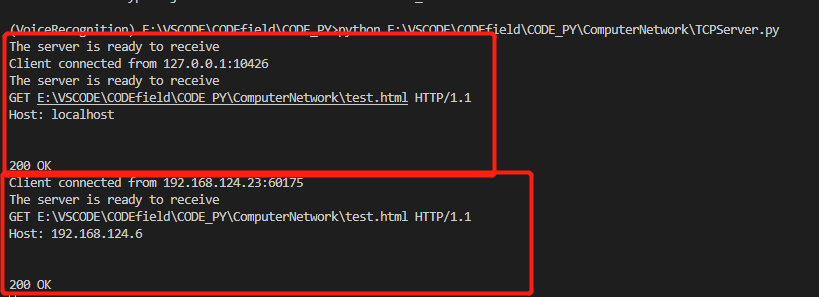 (VoiceRecognition) E:\VSCODE\CODEfield\CODE_PY>python E:\VSCODE\CODEfield\CODE_PY\ComputerNetwork\TCPServer.py
The server is ready to receive
Client connected from 127.0.0.1:10426
The server is ready to receive
GET E:\VSCODE\CODEfield\CODE_PY\ComputerNetwork\test.html HTTP/1.1
Host: localhost
200 OK
Client connected from 192.168.124.23:60175
The server is ready to receive
GET E:\VSCODE\CODEfield\CODE_PY\ComputerNetwork\test.html HTTP/1.1
Host: 192.168.124.6
200 OK